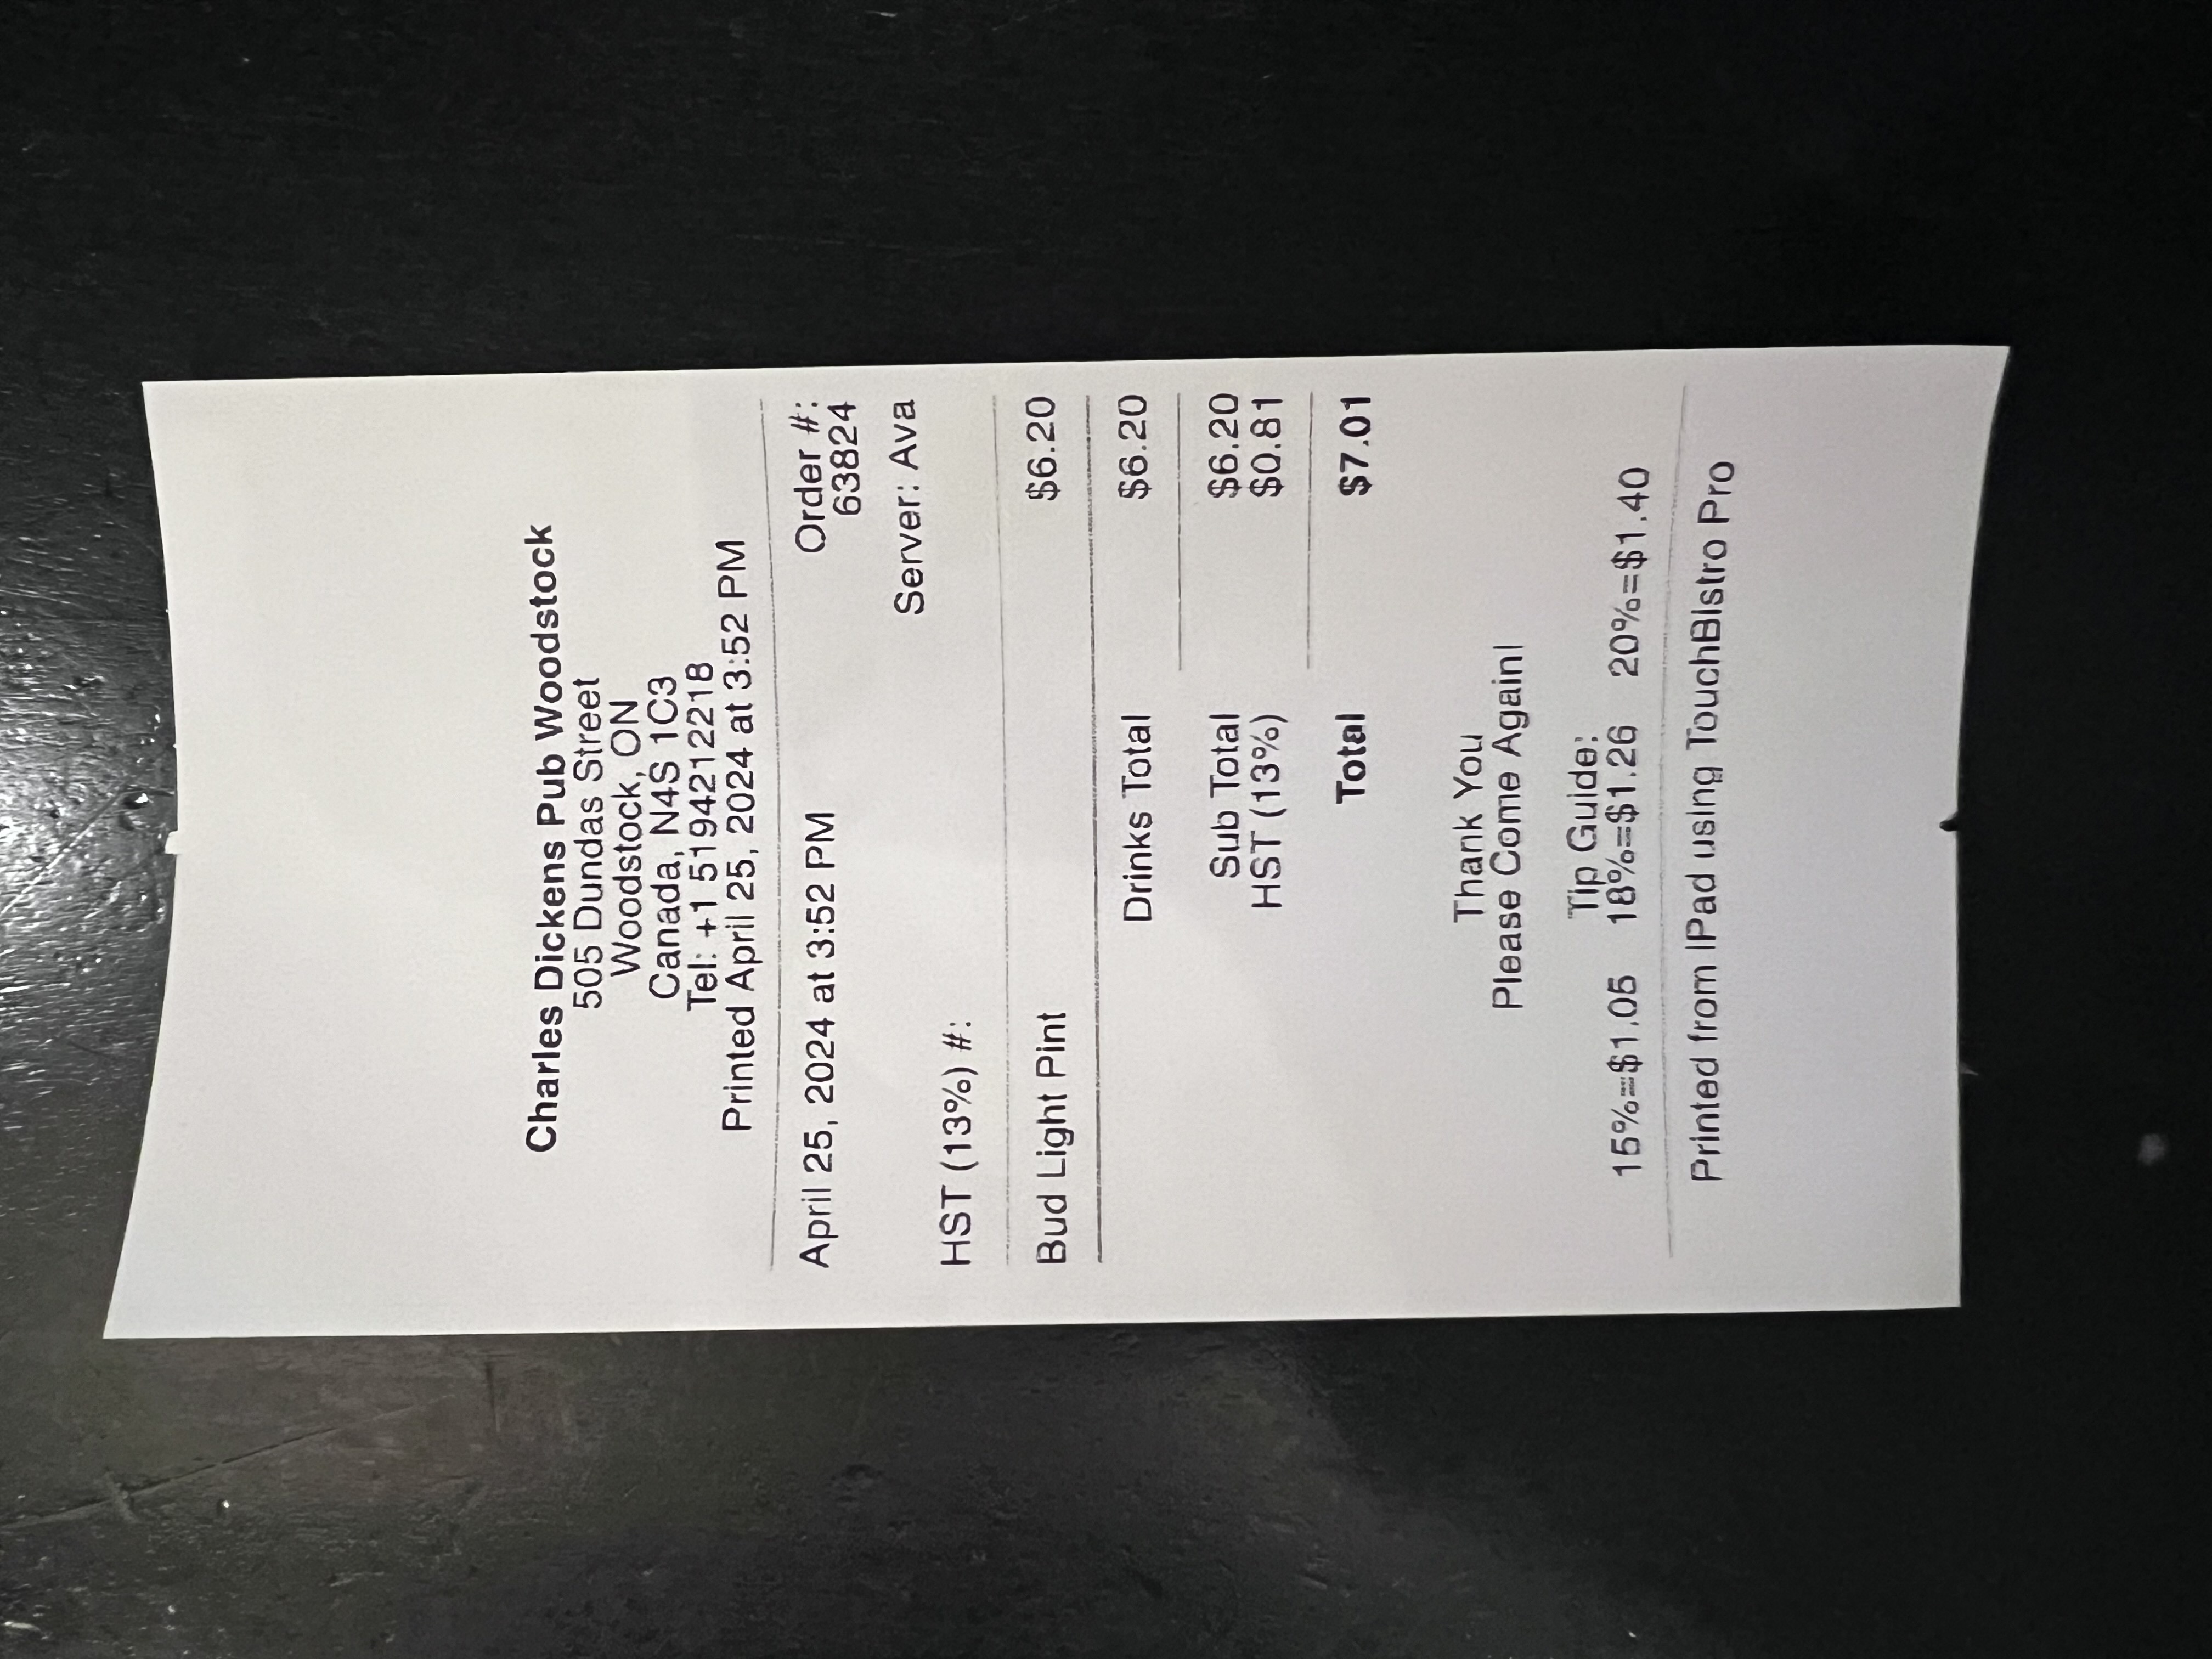 Charles Dickens Pub Woodstock
505 Dundas Street
Woodstock, ON
Canada, N4S 1C3
Tel: +1 5194212218
Printed April 25, 2024 at 3:52 PM
April 25, 2024 at 3:52 PM Order #:
63824
Server: Ava
HST (13%) #:
Bud Light Pint $6.20
Drinks Total $6.20
Sub Total $6.20
HST (13%) $0.81
Total $7.01
Thank You
Please Come Again!
Tip Guide:
15%=$1.05 18%=$1.26 20%=$1.40
Printed from iPad using TouchBistro Pro